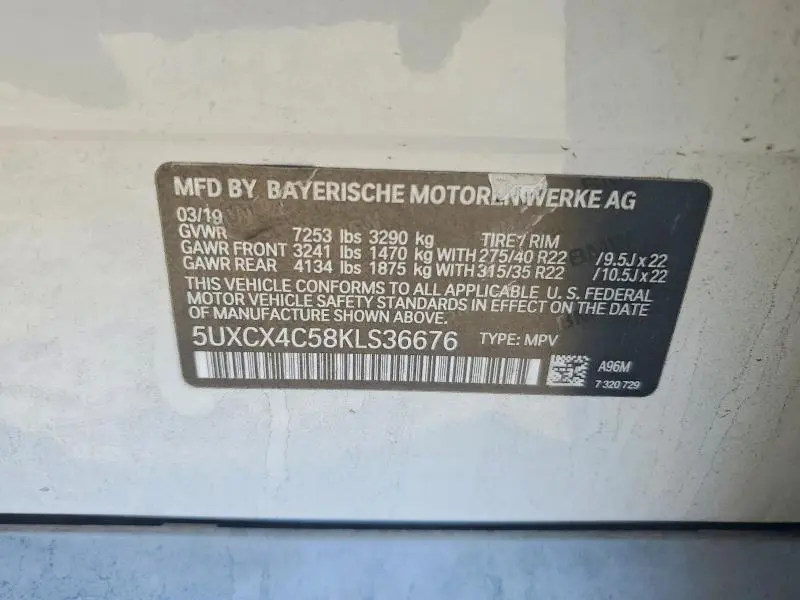 MFD BY BAYERISCHE MOTOREN WERKE AG
03/19
GVWR 7253 lbs 3290 kg TIRE / RIM
GAWR FRONT 3241 lbs 1470 kg WITH 275/40 R22 /9.5J x 22
GAWR REAR 4134 lbs 1875 kg WITH 315/35 R22 /10.5J x 22
THIS VEHICLE CONFORMS TO ALL APPLICABLE U. S. FEDERAL
MOTOR VEHICLE SAFETY STANDARDS IN EFFECT ON THE DATE
OF MANUFACTURE SHOWN ABOVE.
5UXCX4C58KLS36676 TYPE: MPV
A96M
7 320 729